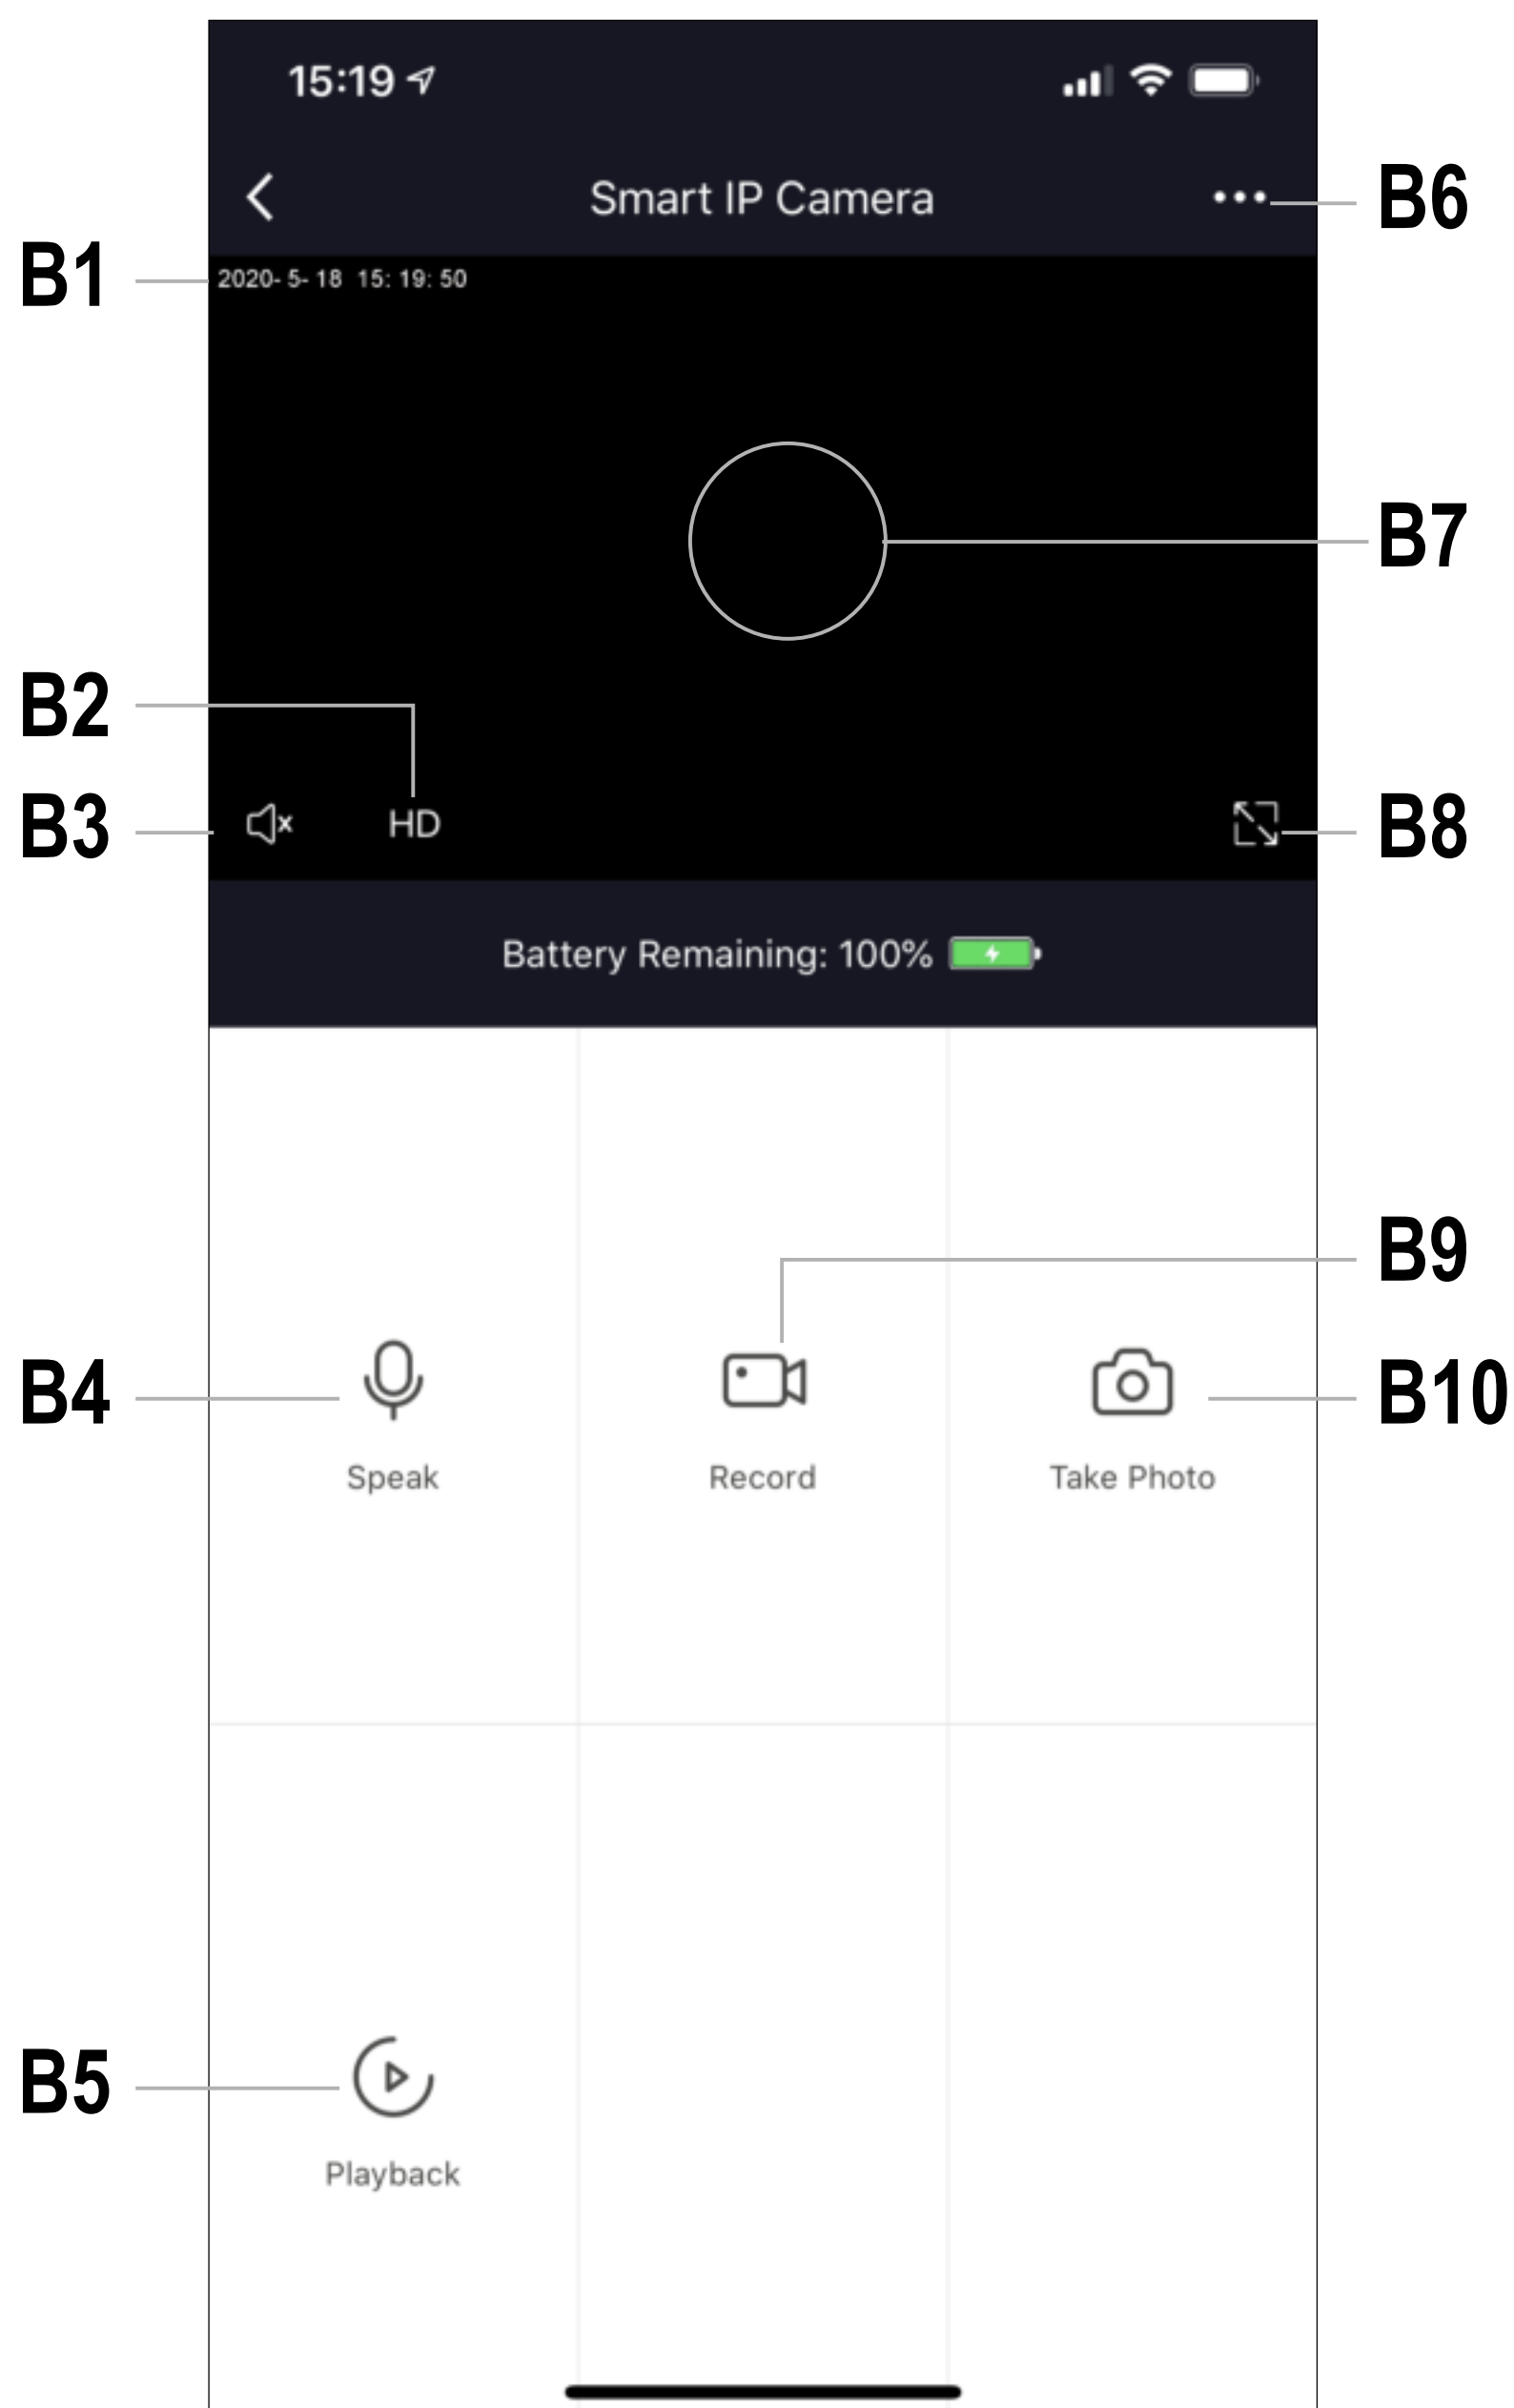 15:19
Smart IP Camera
B6
B1
2020- 5- 18 15: 19: 50
B7
B2
B3
HD
B8
Battery Remaining: 100%
B9
B4
B10
Speak
Record
Take Photo
B5
Playback